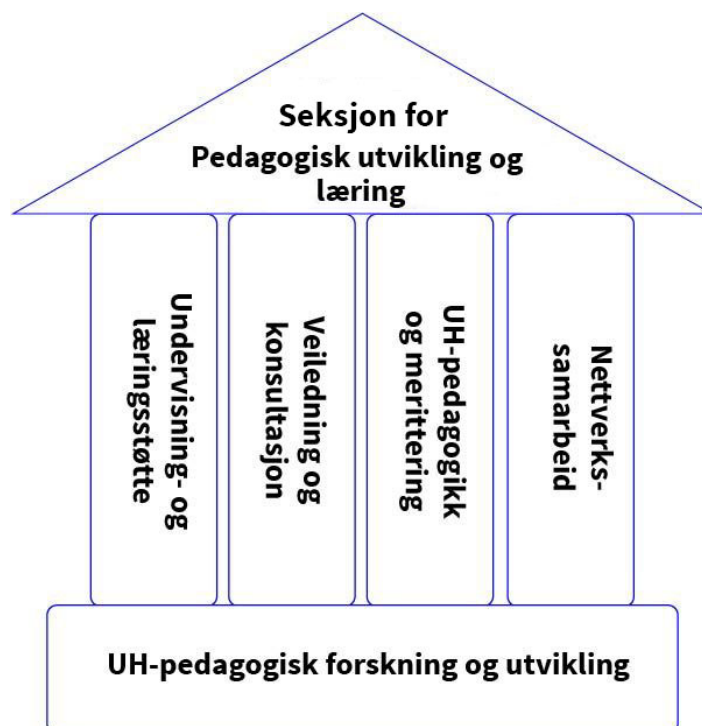 Seksjon for
Pedagogisk utvikling og
læring
Undervisning- og
læringsstøtte
Veiledning og
konsultasjon
UH-pedagogikk
og merittering
Nettverks-
samarbeid
UH-pedagogisk forskning og utvikling